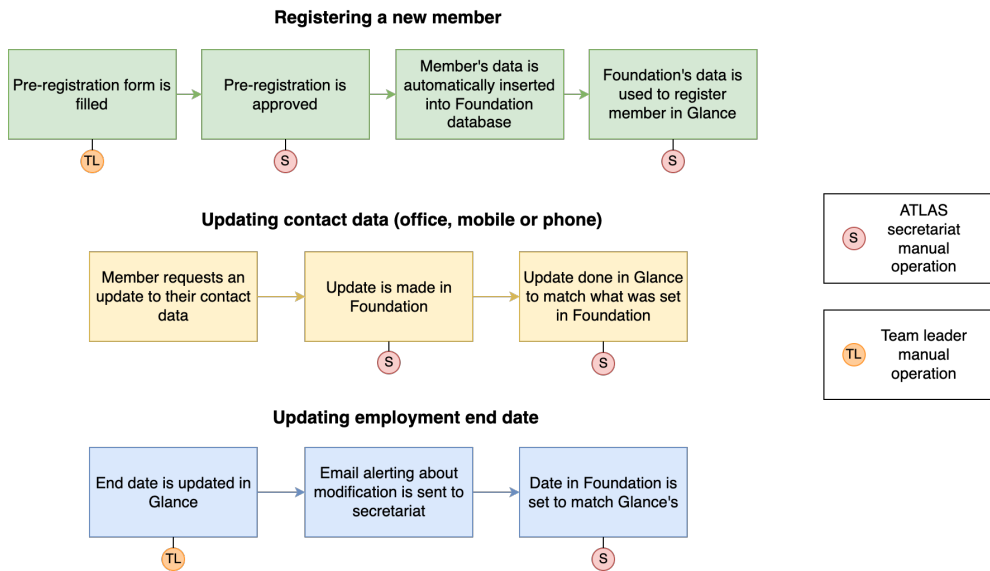 Registering a new member
Pre-registration form is
filled
Pre-registration is
approved
Member's data is
automatically inserted
into Foundation
database
Foundation's data is
used to register
member in Glance
TL
S
S
Updating contact data (office, mobile or phone)
Member requests an
update to their contact
data
Update is made in
Foundation
Update done in Glance
to match what was set
in Foundation
S
S
Updating employment end date
End date is updated in
Glance
Email alerting about
modification is sent to
secretariat
Date in Foundation is
set to match Glance's
TL
S
S
ATLAS
secretariat
manual
operation
TL
Team leader
manual
operation